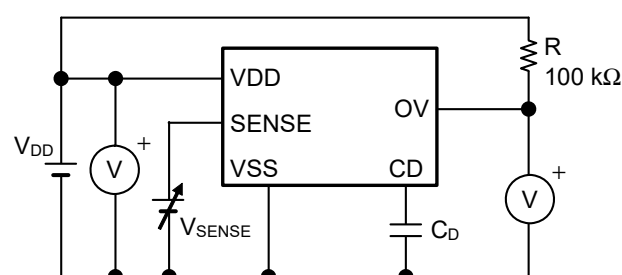 R
100 kΩ
VDD
OV
SENSE
VDD
+
V
VSS
CD
+
V
VSENSE
CD